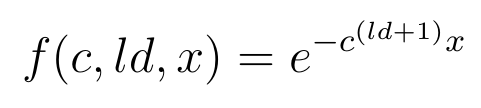 f(c, ld, x) = e^{-c^{(ld+1)}x}